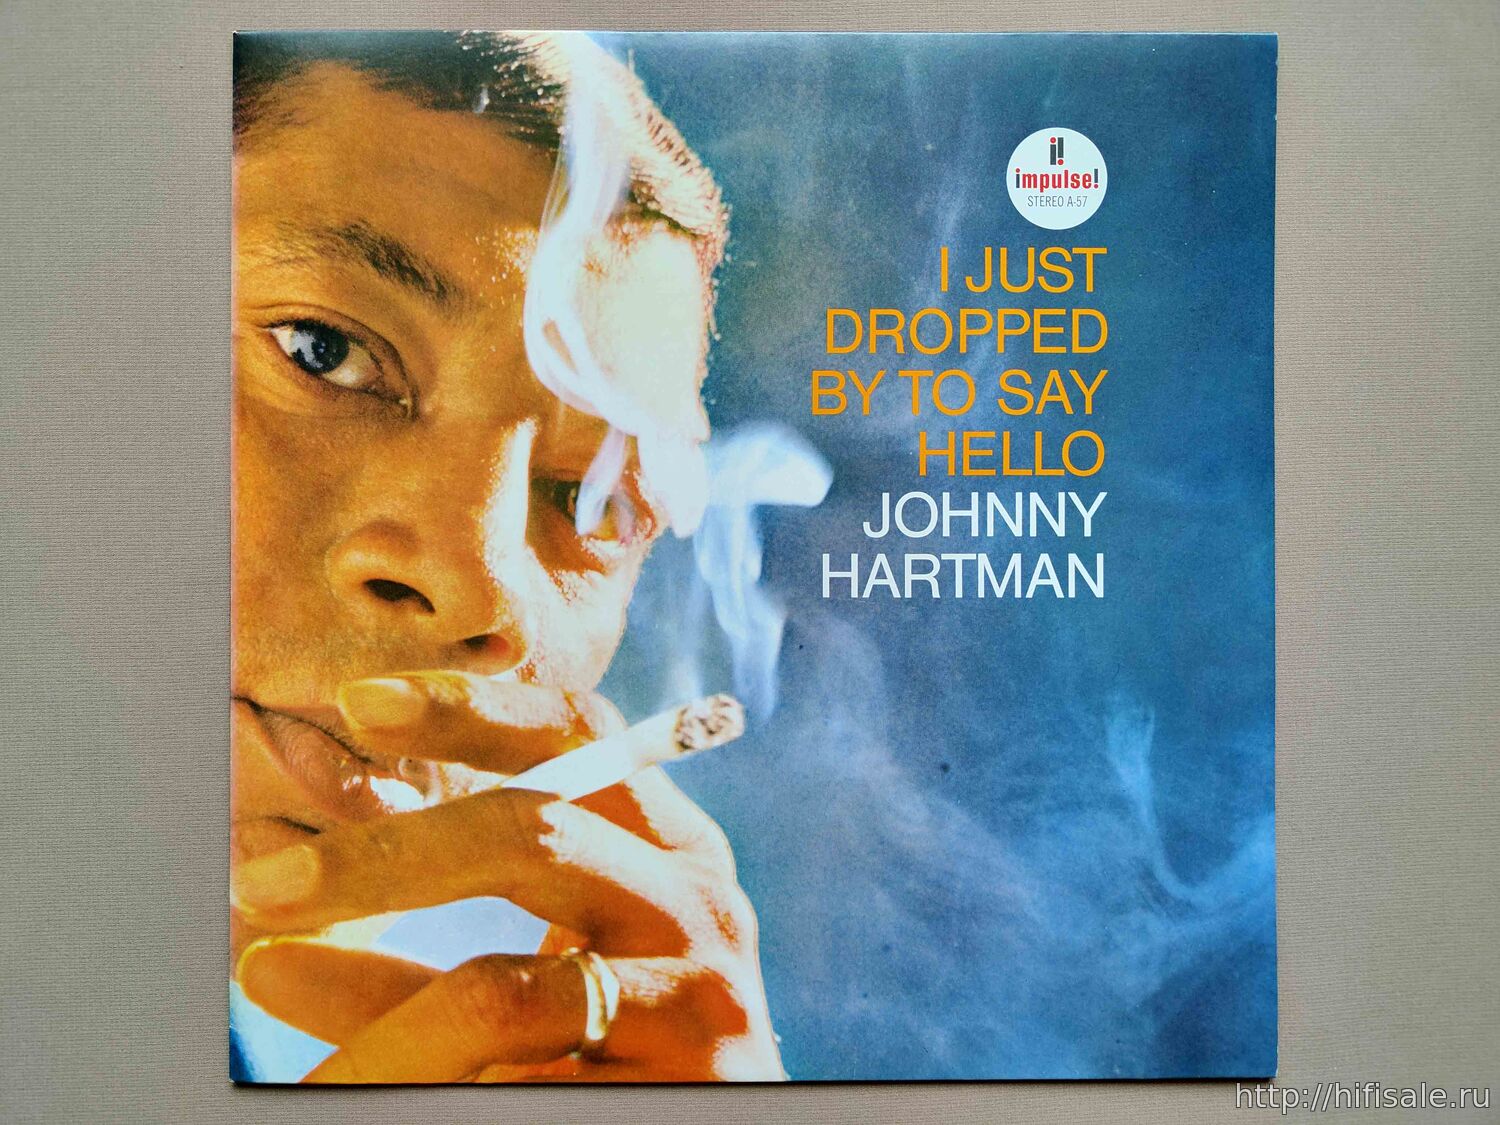 i!
impulse!
STEREO A-57
I JUST
DROPPED
BY TO SAY
HELLO
JOHNNY
HARTMAN
http://hifisale.ru